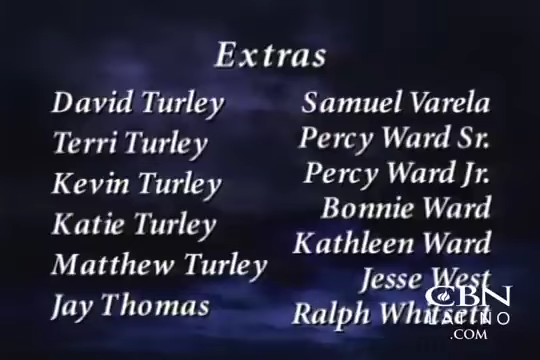 Extras
David Turley
Terri Turley
Kevin Turley
Katie Turley
Matthew Turley
Jay Thomas
Samuel Varela
Percy Ward Sr.
Percy Ward Jr.
Bonnie Ward
Kathleen Ward
Jesse West
Ralph
CBN
LATINO
.COM